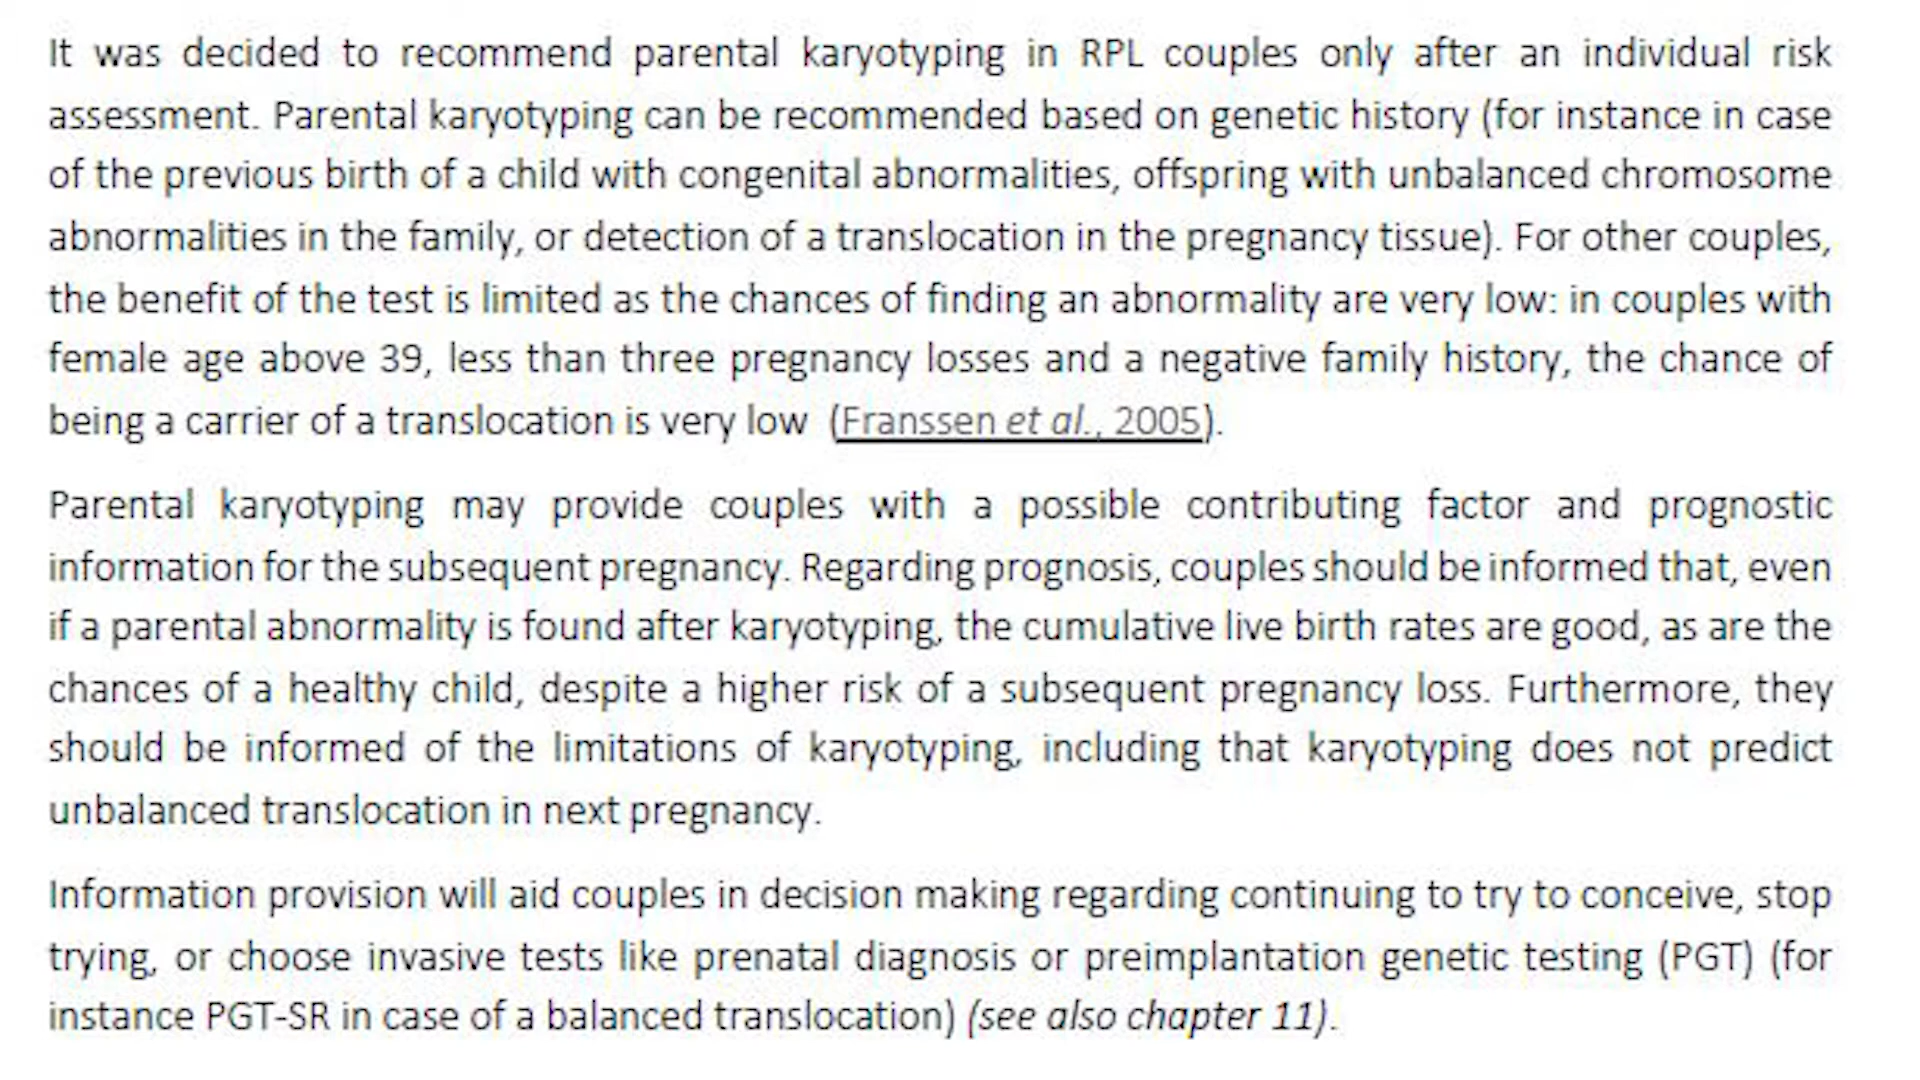 It was decided to recommend parental karyotyping in RPL couples only after an individual risk
assessment. Parental karyotyping can be recommended based on genetic history (for instance in case
of the previous birth of a child with congenital abnormalities, offspring with unbalanced chromosome
abnormalities in the family, or detection of a translocation in the pregnancy tissue). For other couples,
the benefit of the test is limited as the chances of finding an abnormality are very low: in couples with
female age above 39, less than three pregnancy losses and a negative family history, the chance of
being a carrier of a translocation is very low (Franssen et al., 2005).
Parental karyotyping may provide couples with a possible contributing factor and prognostic
information for the subsequent pregnancy. Regarding prognosis, couples should be informed that, even
if a parental abnormality is found after karyotyping, the cumulative live birth rates are good, as are the
chances of a healthy child, despite a higher risk of a subsequent pregnancy loss. Furthermore, they
should be informed of the limitations of karyotyping, including that karyotyping does not predict
unbalanced translocation in next pregnancy.
Information provision will aid couples in decision making regarding continuing to try to conceive, stop
trying, or choose invasive tests like prenatal diagnosis or preimplantation genetic testing (PGT) (for
instance PGT-SR in case of a balanced translocation) (see also chapter 11).